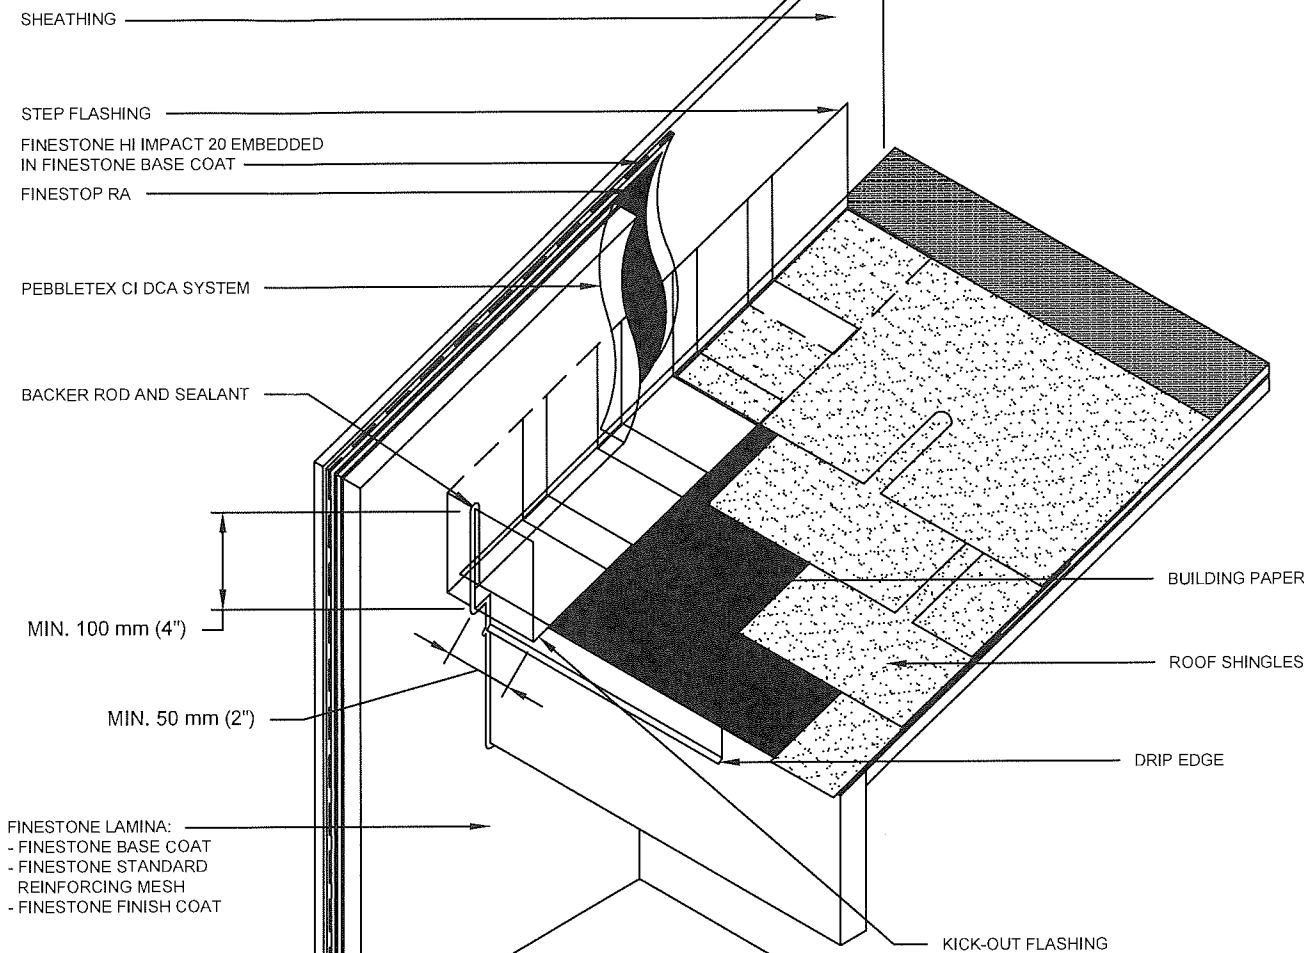 SHEATHING
STEP FLASHING
FINESTONE HI IMPACT 20 EMBEDDED
IN FINESTONE BASE COAT
FINESTOP RA
PEBBLETEX CI DCA SYSTEM
BACKER ROD AND SEALANT
BUILDING PAPER
MIN. 100 mm (4")
ROOF SHINGLES
MIN. 50 mm (2")
DRIP EDGE
FINESTONE LAMINA:
- FINESTONE BASE COAT
- FINESTONE STANDARD
REINFORCING MESH
- FINESTONE FINISH COAT
KICK-OUT FLASHING